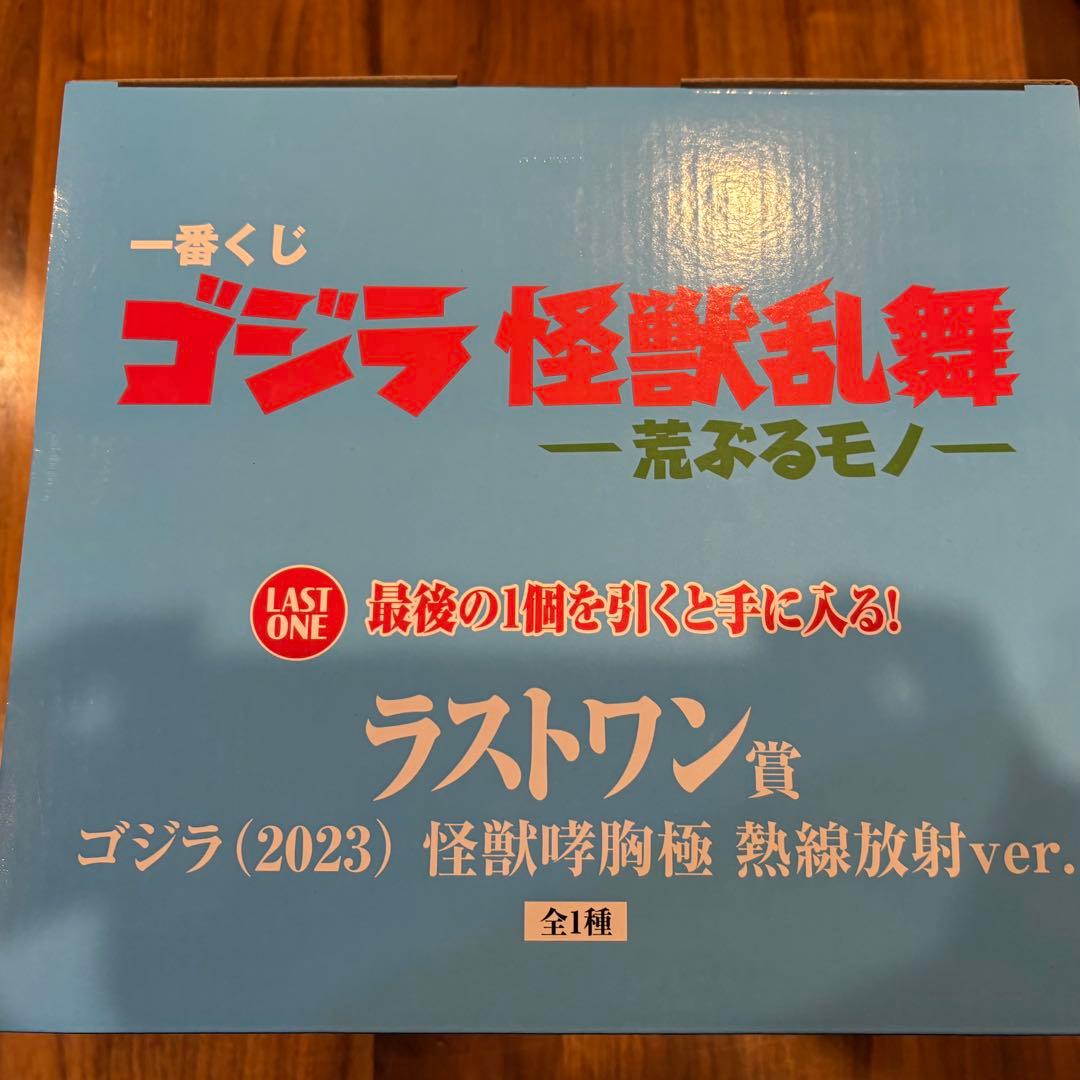 一番くじ
ゴジラ 怪獣乱舞
―荒ぶるモノ―
LAST
ONE
最後の1個を引くと手に入る!
ラストワン賞
ゴジラ(2023) 怪獣哮胸極 熱線放射ver.
全1種